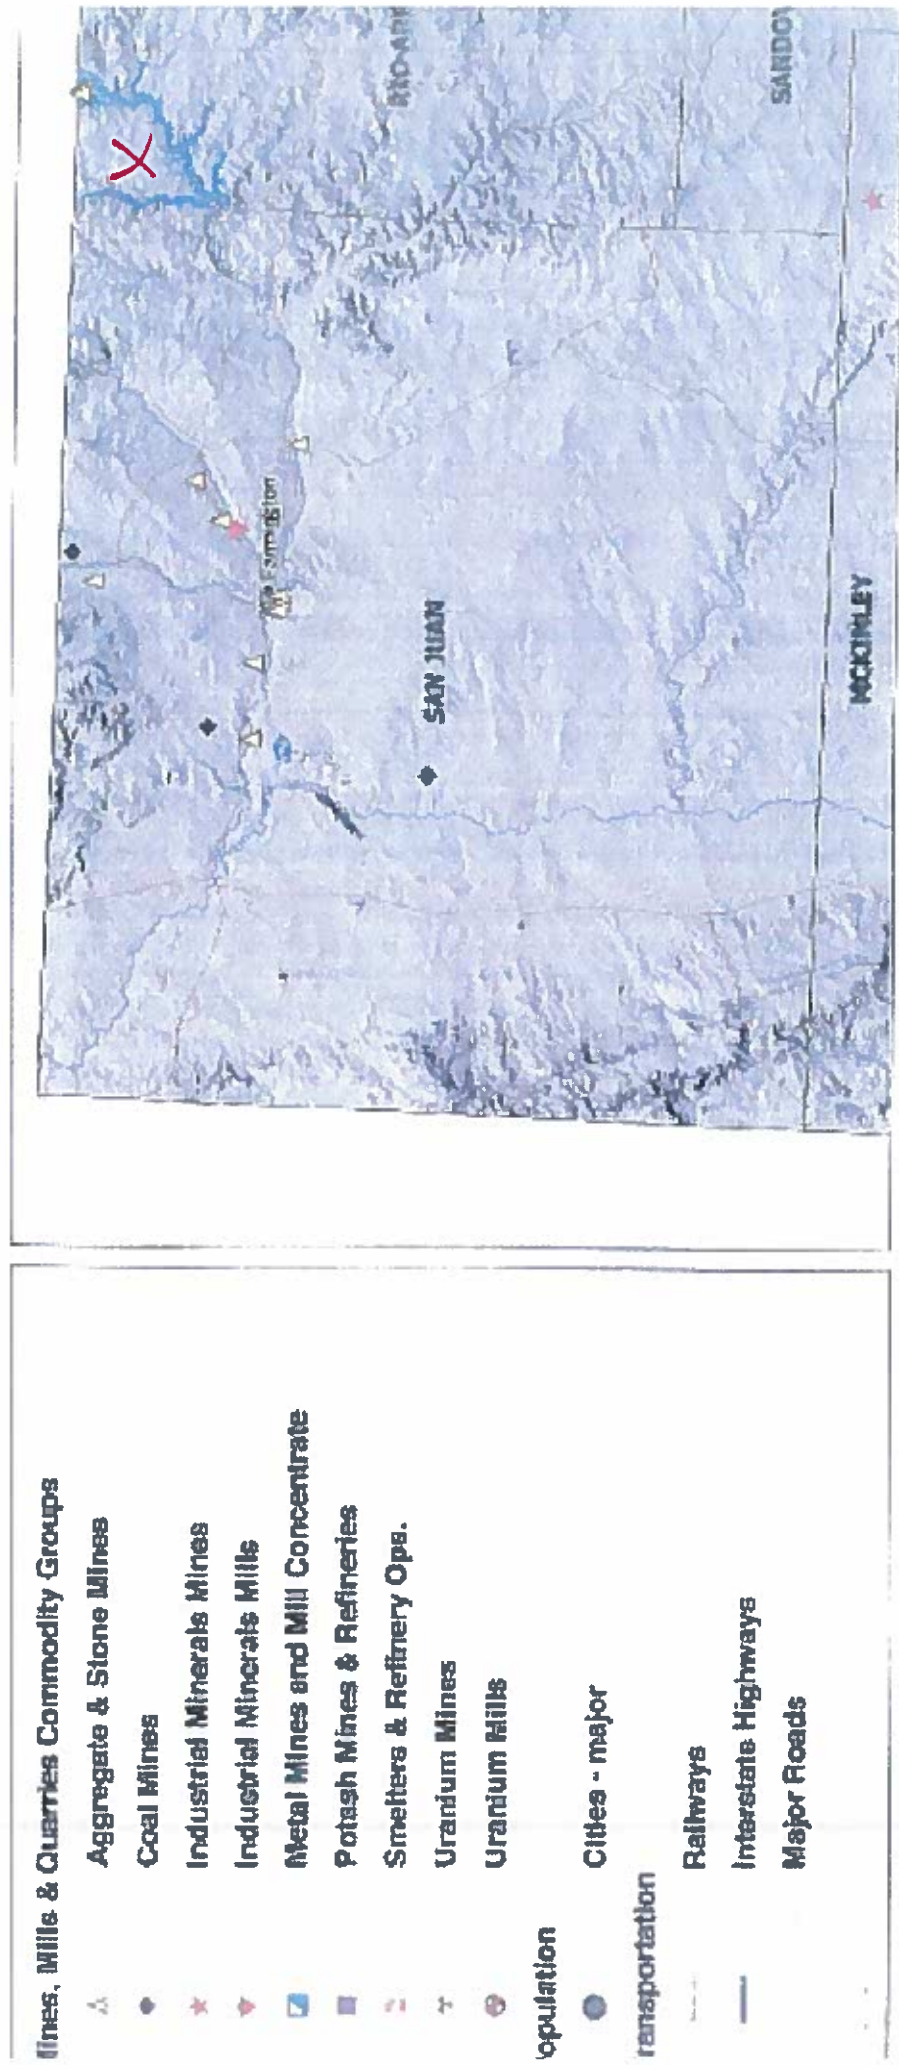 Mines, Mills & Quarries Commodity Groups
Aggregate & Stone Mines
Coal Mines
Industrial Minerals Mines
Industrial Minerals Mills
Metal Mines and Mill Concentrate
Potash Mines & Refineries
Smelters & Refinery Ops.
Uranium Mines
Uranium Mills
opulation
Cities - major
ransportation
Railways
Interstate Highways
Major Roads
Farmington
SAN JUAN
MCKINLEY
RIO ARR
SANDOV